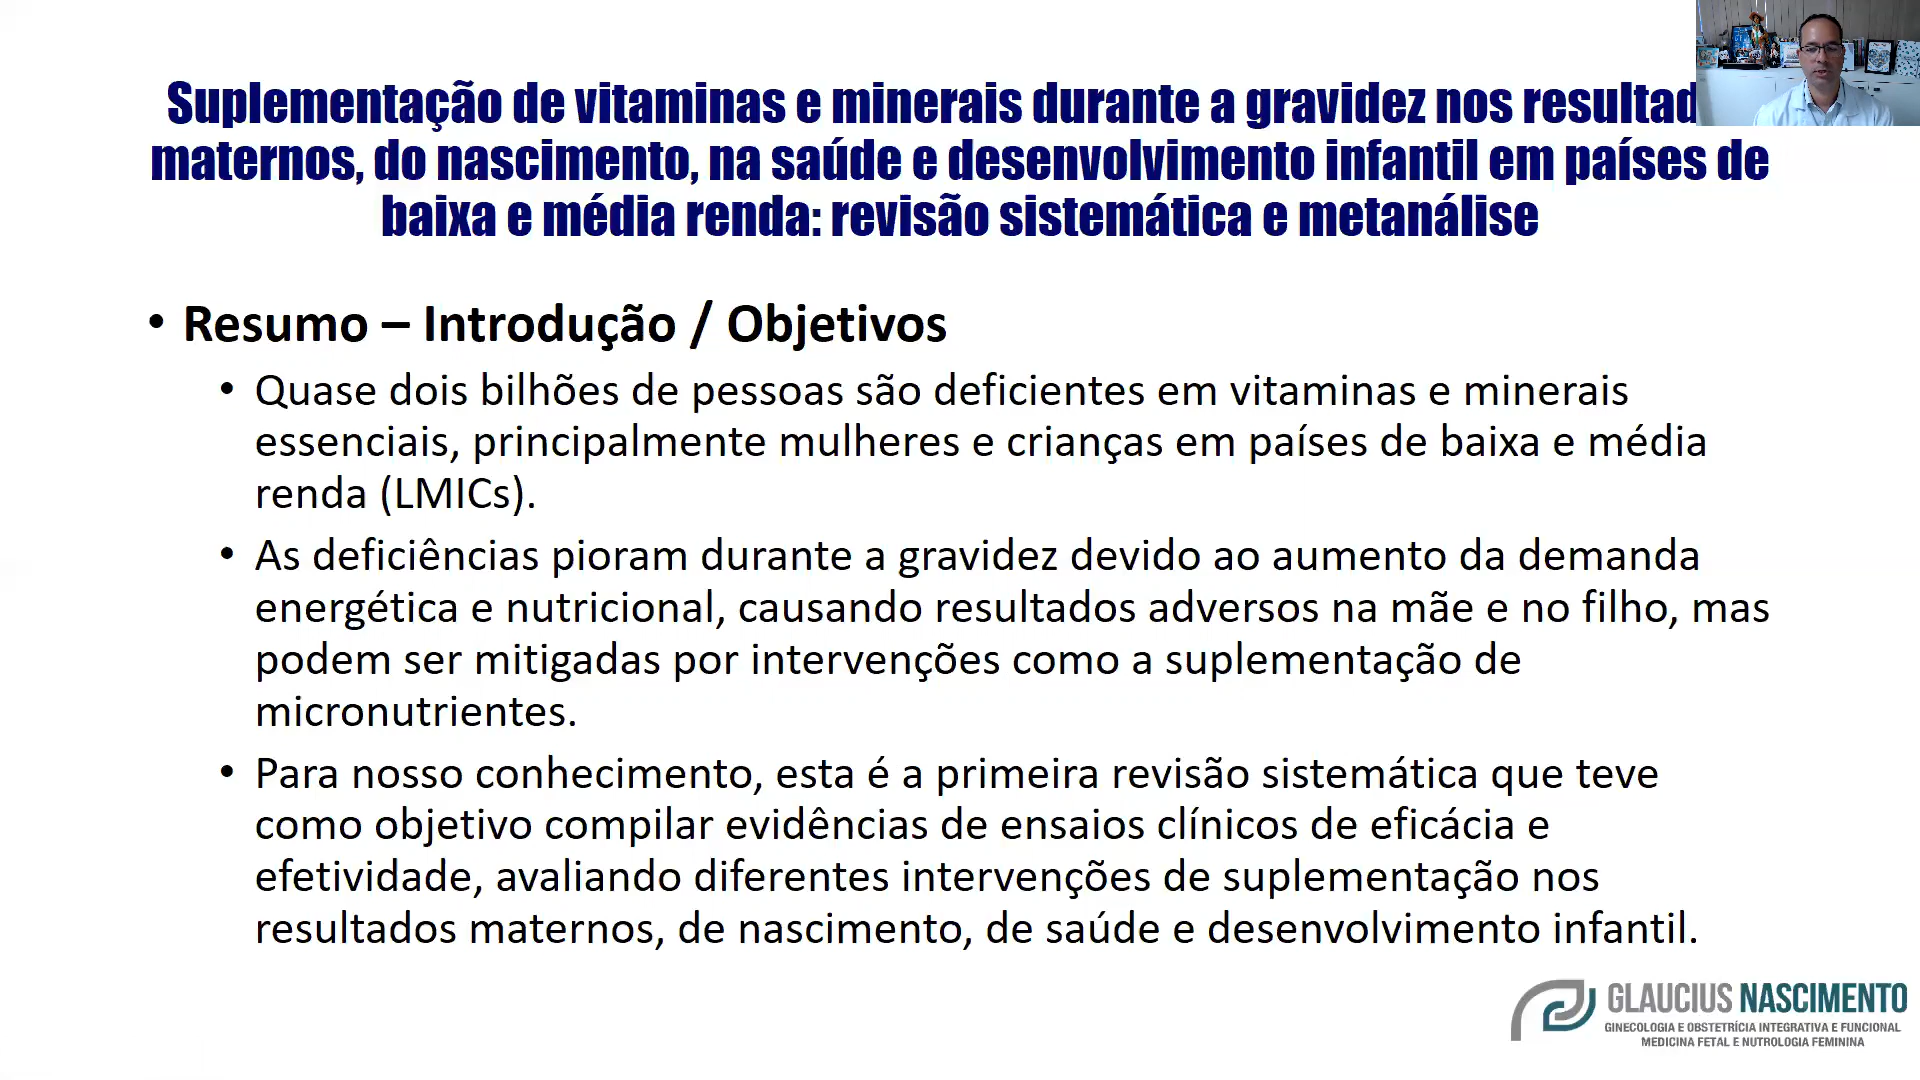 Suplementação de vitaminas e minerais durante a gravidez nos resultad
maternos, do nascimento, na saúde e desenvolvimento infantil em países de
baixa e média renda: revisão sistemática e metanálise
• Resumo – Introdução / Objetivos
• Quase dois bilhões de pessoas são deficientes em vitaminas e minerais
essenciais, principalmente mulheres e crianças em países de baixa e média
renda (LMICs).
• As deficiências pioram durante a gravidez devido ao aumento da demanda
energética e nutricional, causando resultados adversos na mãe e no filho, mas
podem ser mitigadas por intervenções como a suplementação de
micronutrientes.
• Para nosso conhecimento, esta é a primeira revisão sistemática que teve
como objetivo compilar evidências de ensaios clínicos de eficácia e
efetividade, avaliando diferentes intervenções de suplementação nos
resultados maternos, de nascimento, de saúde e desenvolvimento infantil.
GLAUCIUS NASCIMENTO
GINECOLOGIA E OBSTETRÍCIA INTEGRATIVA E FUNCIONAL
MEDICINA FETAL E NUTROLOGIA FEMININA